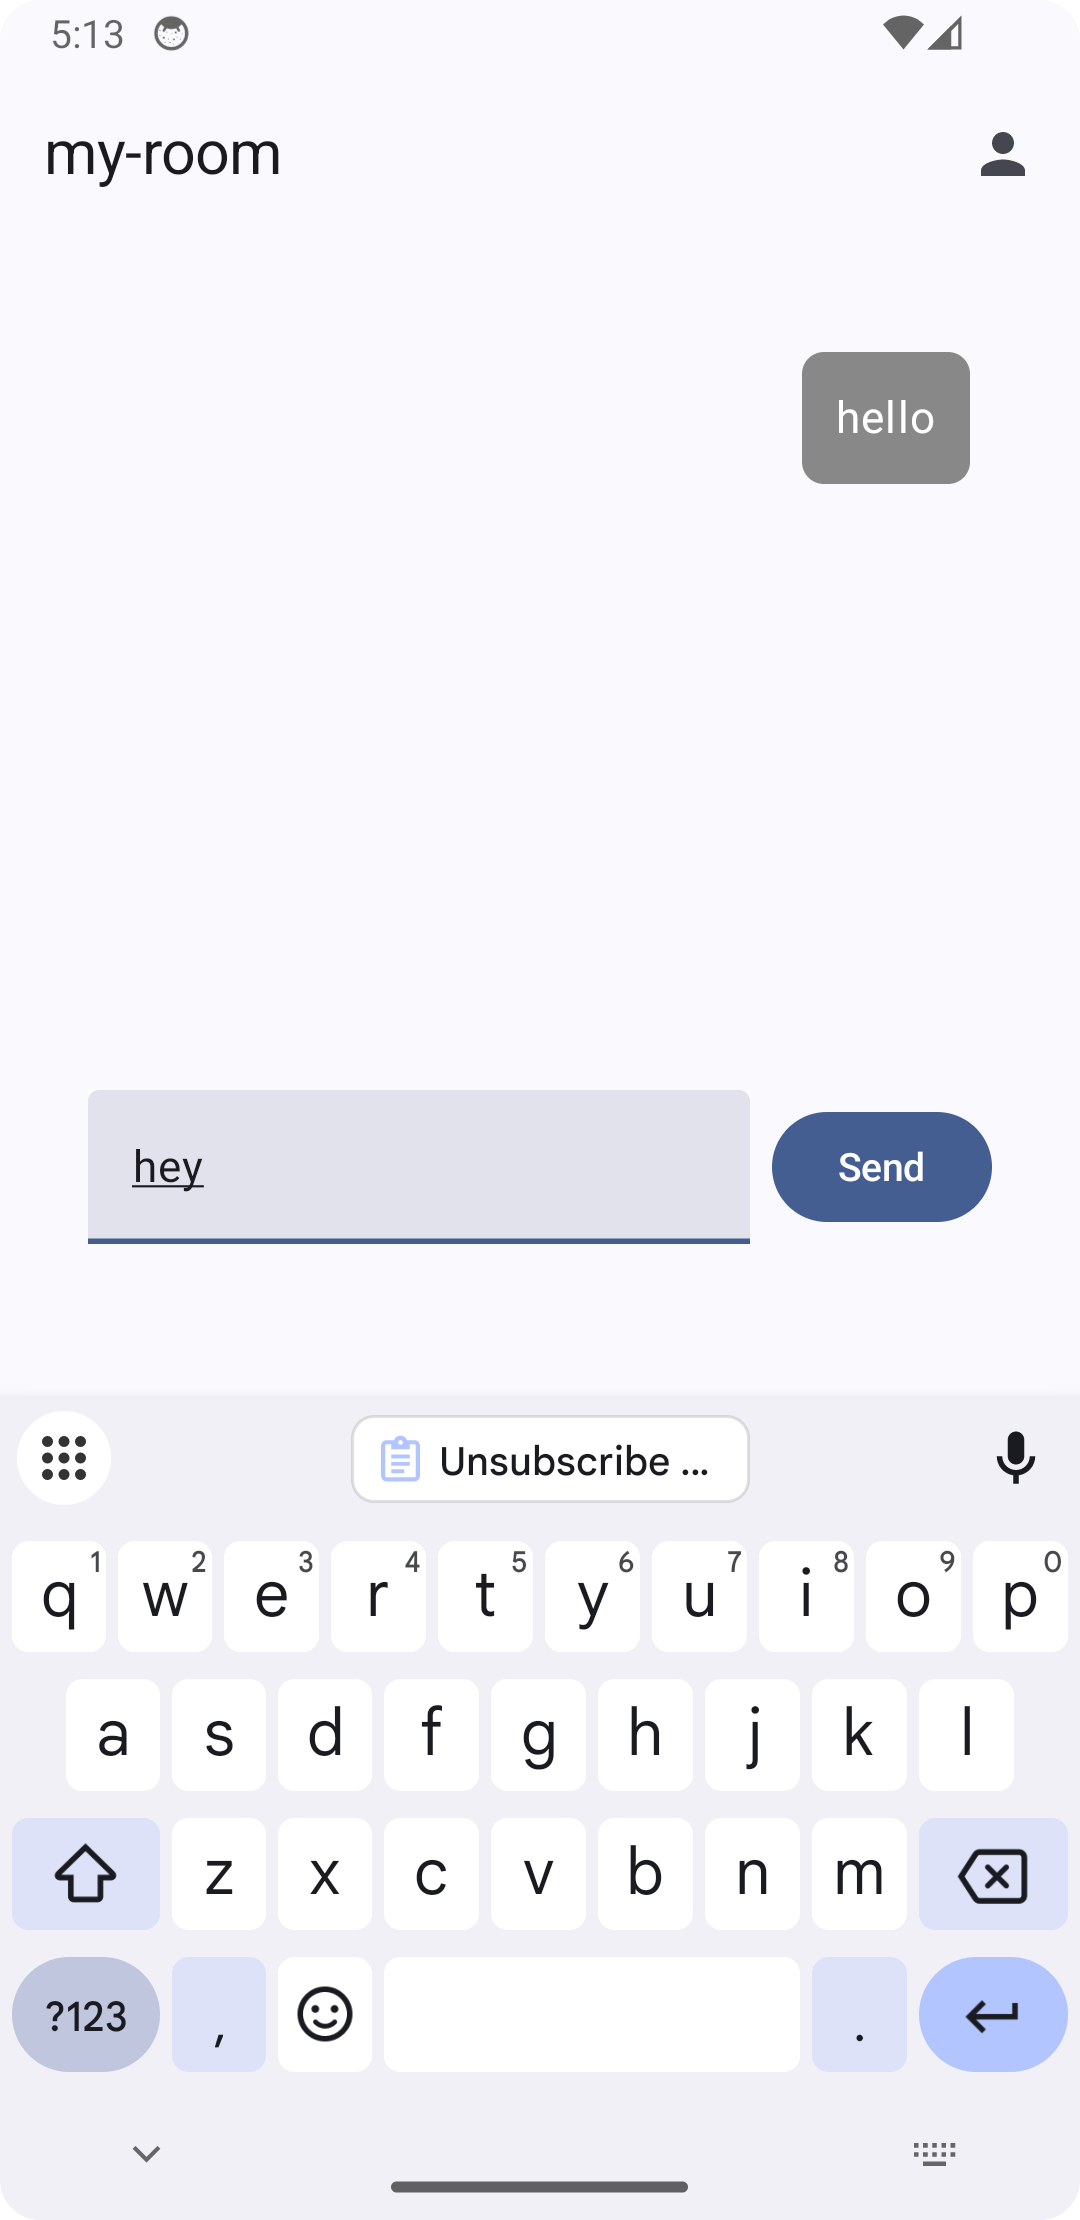 5:13
my-room
hello
hey
Send
Unsubscribe ...
q 1 w 2 e 3 r 4 t 5 y 6 u 7 i 8 o 9 p 0
a s d f g h j k l
z x c v b n m
?123 , .